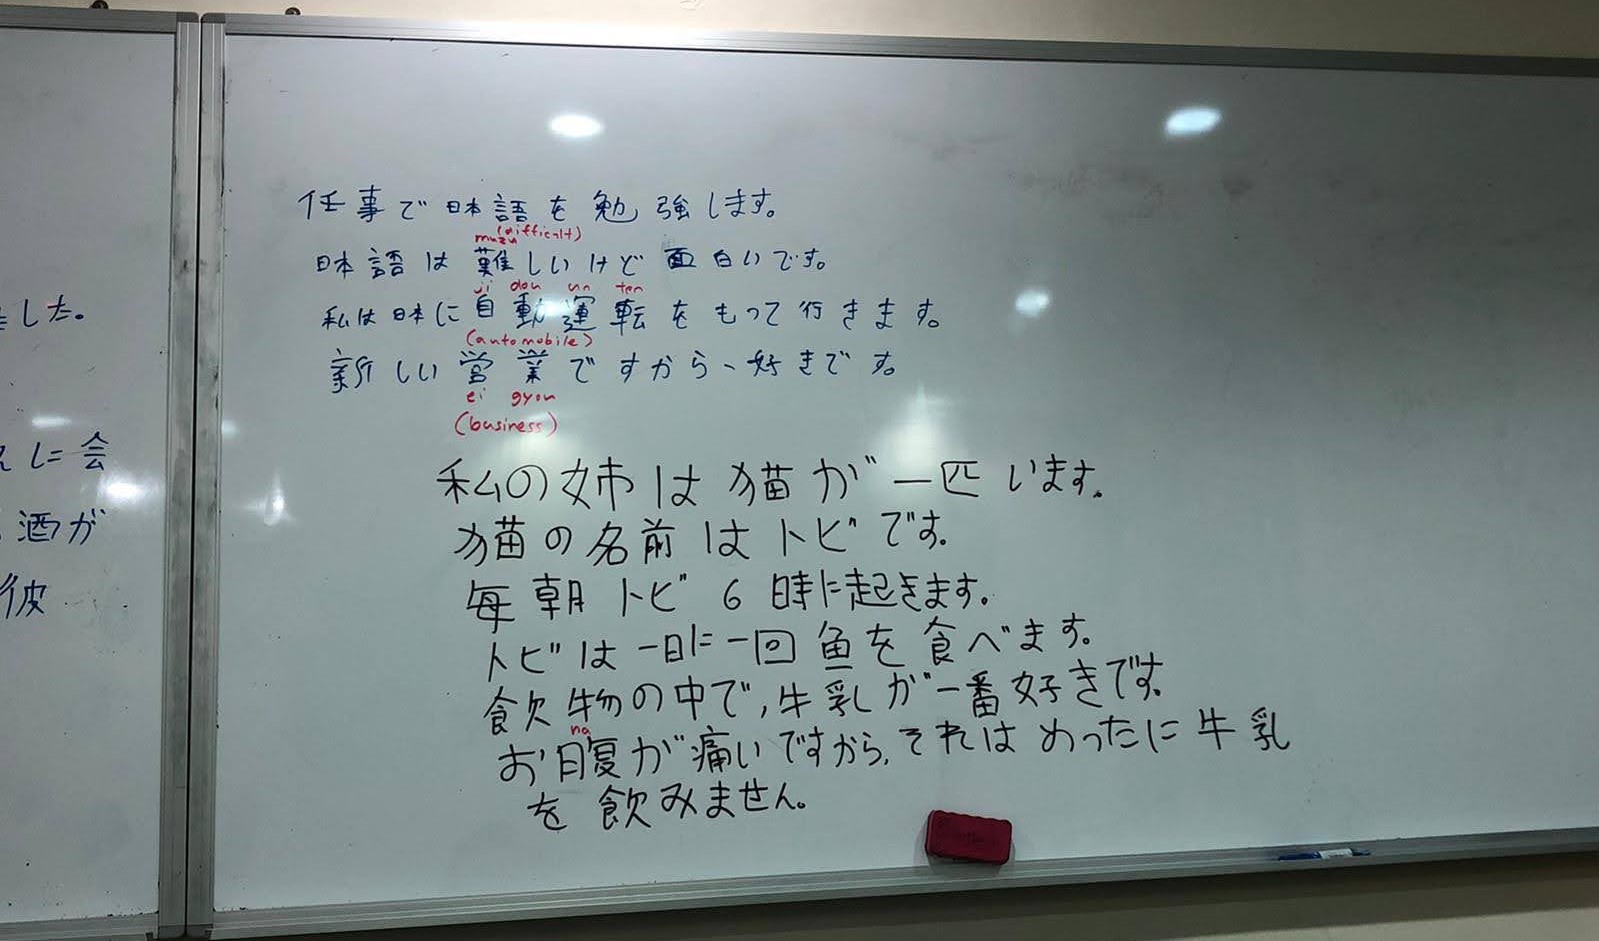 ました。
に会
酒が
彼
任事で日本語を勉強します。
muzu (difficult)
日本語は難しいけど面白いです。
ji dou un ten
私は日本に自動運転をもって行きます。
(automobile)
新しい営業ですから、好きです。
ei gyou
(business)
私の姉は猫が一匹います。
猫の名前はトビです。
毎朝トビ6時に起きます。
トビは一日に一回魚を食べます。
飲物の中で,牛乳が一番好きです。
na
お腹が痛いですから,それはめったに牛乳
を飲みません。